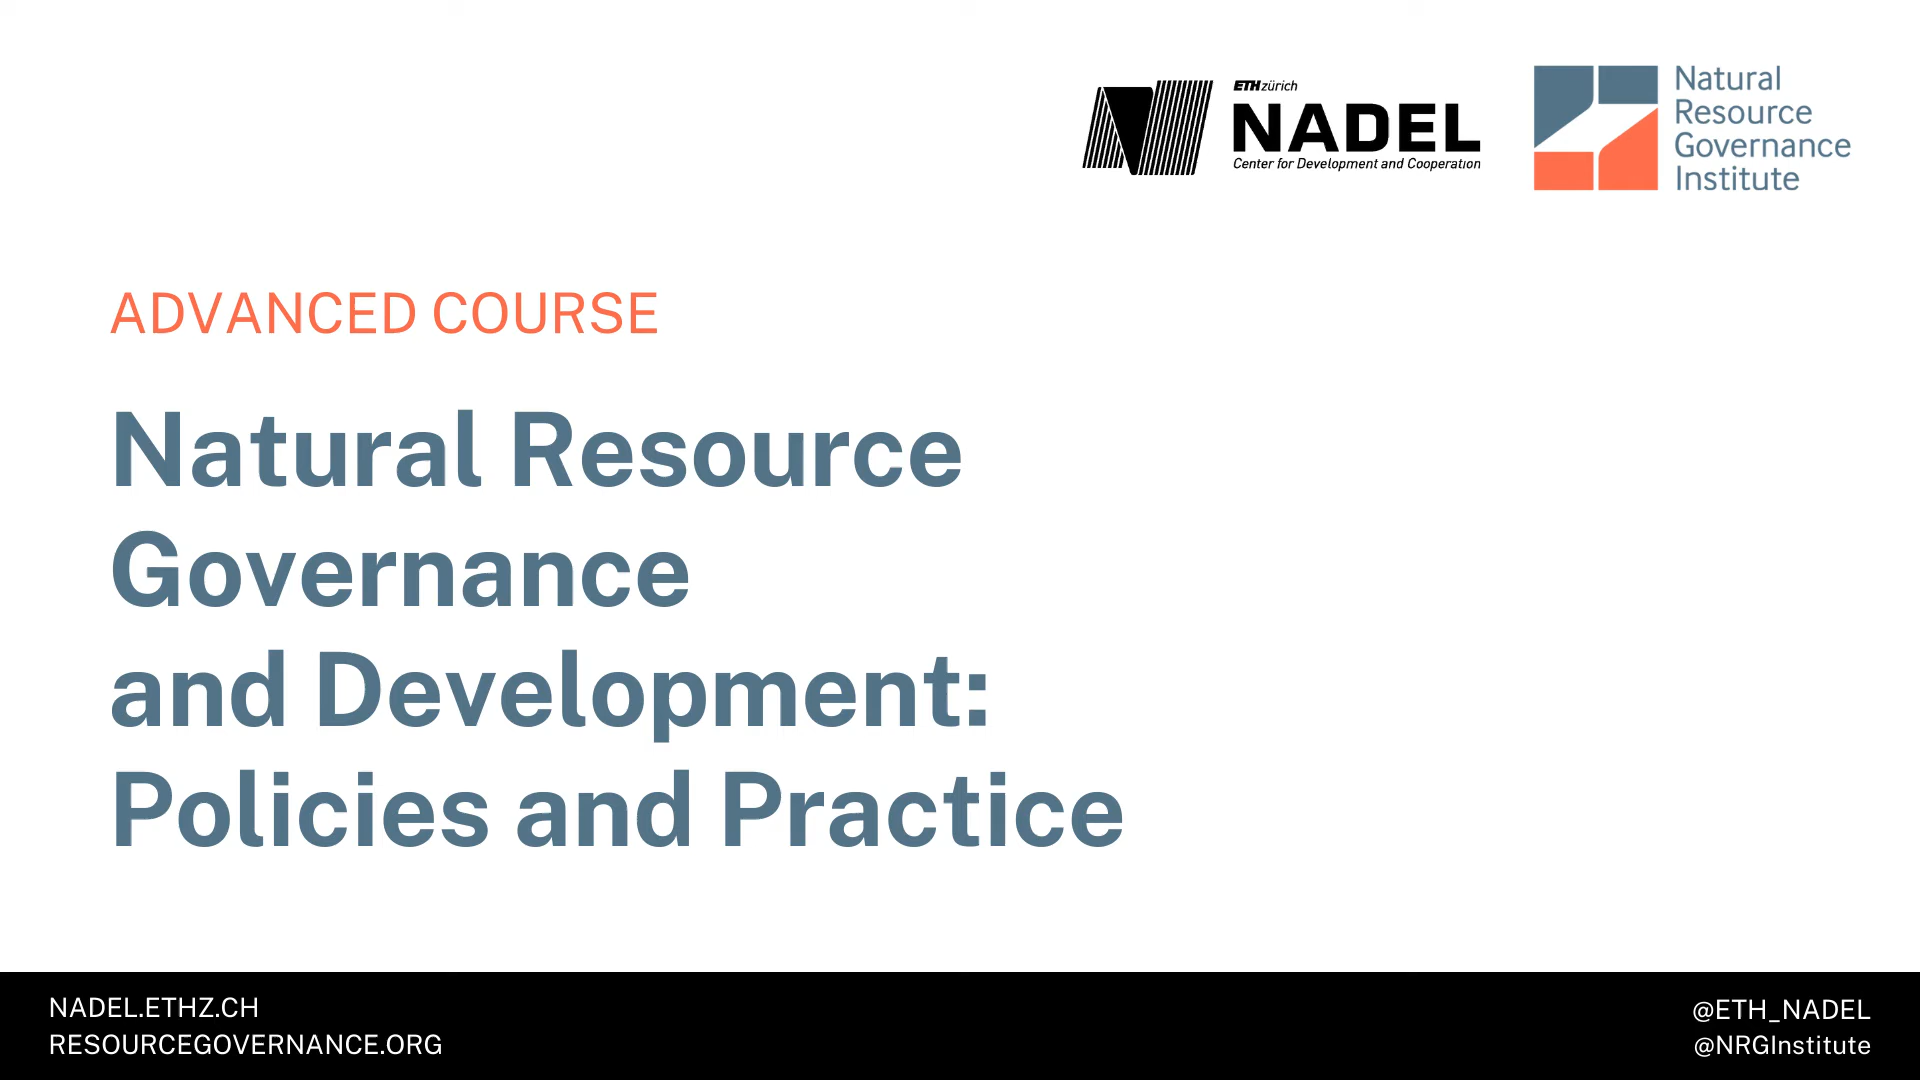 ETH zürich
NADEL
Center for Development and Cooperation
Natural
Resource
Governance
Institute
ADVANCED COURSE
Natural Resource
Governance
and Development:
Policies and Practice
NADEL.ETHZ.CH
RESOURCEGOVERNANCE.ORG
@ETH_NADEL
@NRGInstitute